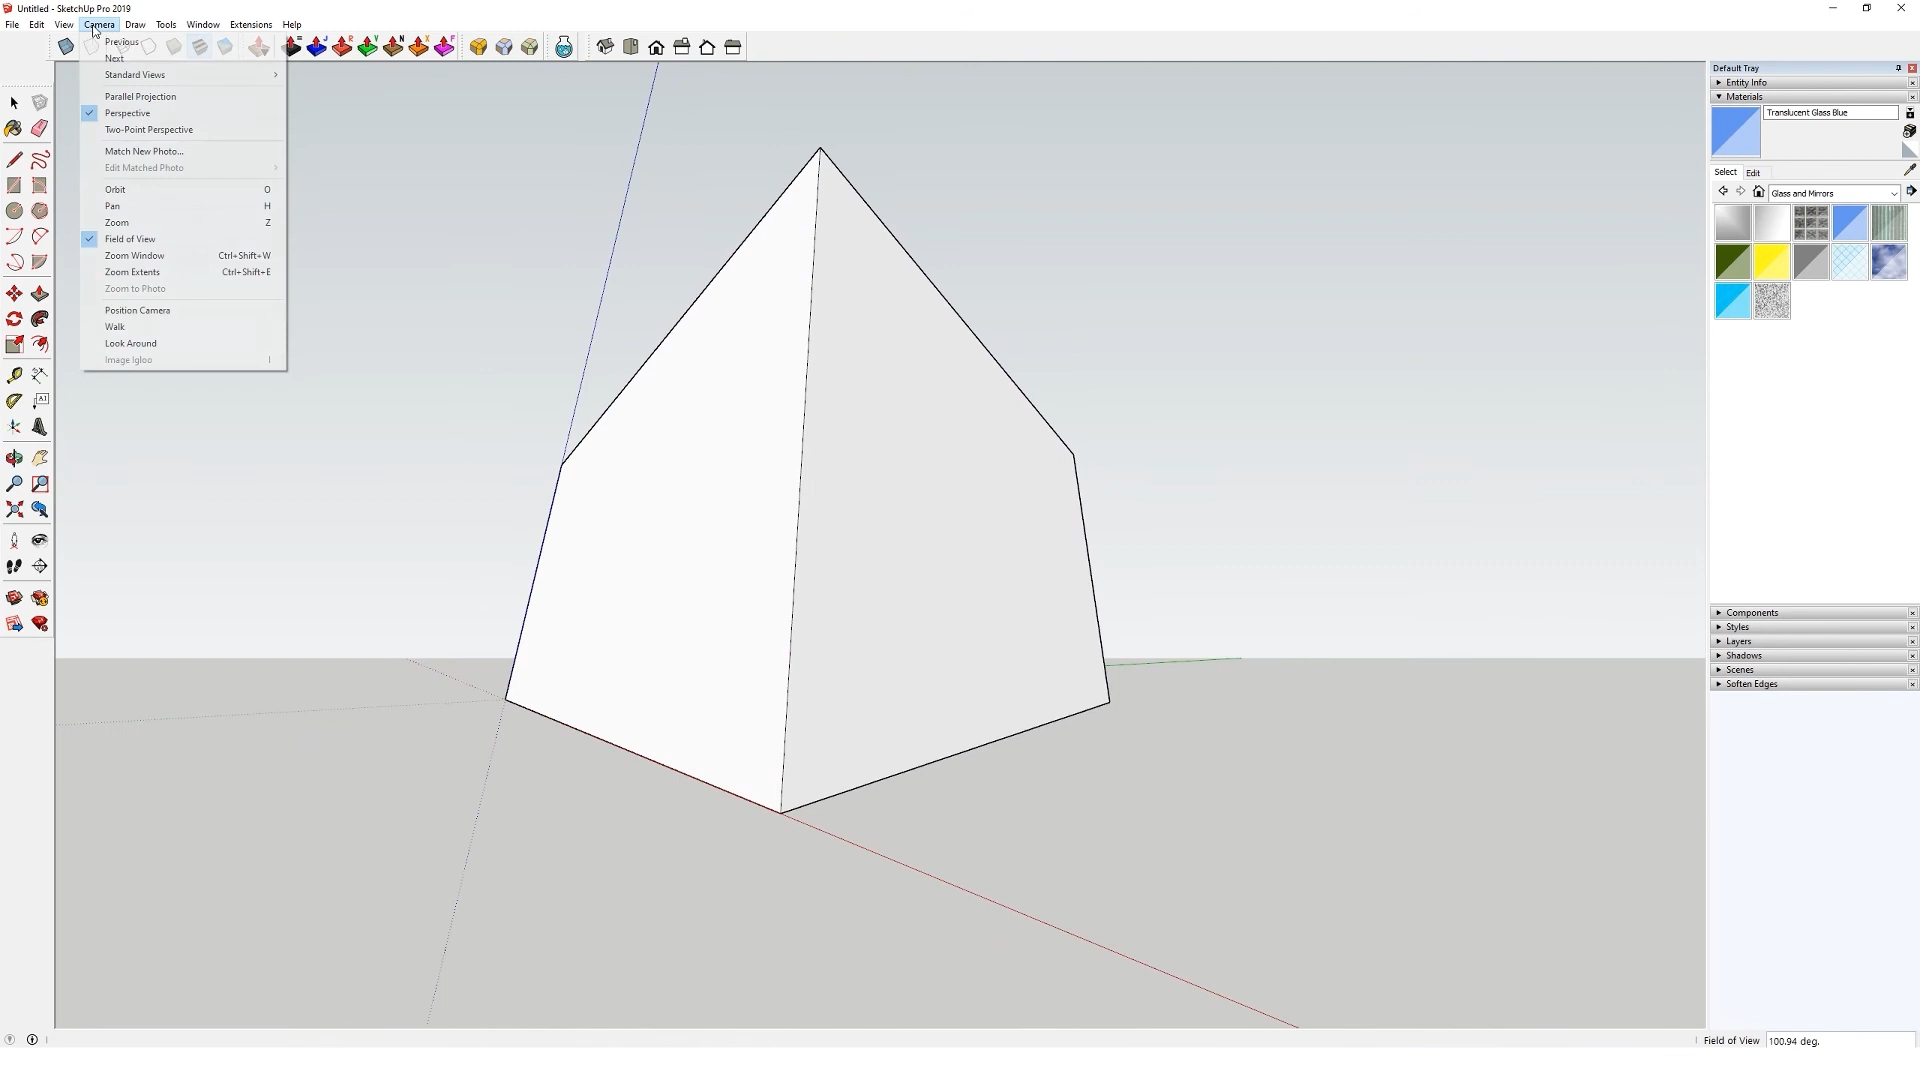 Untitled - SketchUp Pro 2019
File Edit View Camera Draw Tools Window Extensions Help
Previous
Next
Standard Views
Parallel Projection
Perspective
Two-Point Perspective
Match New Photo...
Edit Matched Photo
Orbit O
Pan H
Zoom Z
Field of View
Zoom Window Ctrl+Shift+W
Zoom Extents Ctrl+Shift+E
Zoom to Photo
Position Camera
Walk
Look Around
Image Igloo I
J R V N X F
A1
Default Tray
Entity Info
Materials
Translucent Glass Blue
Select Edit
Glass and Mirrors
Components
Styles
Layers
Shadows
Scenes
Soften Edges
Field of View 100.94 deg.